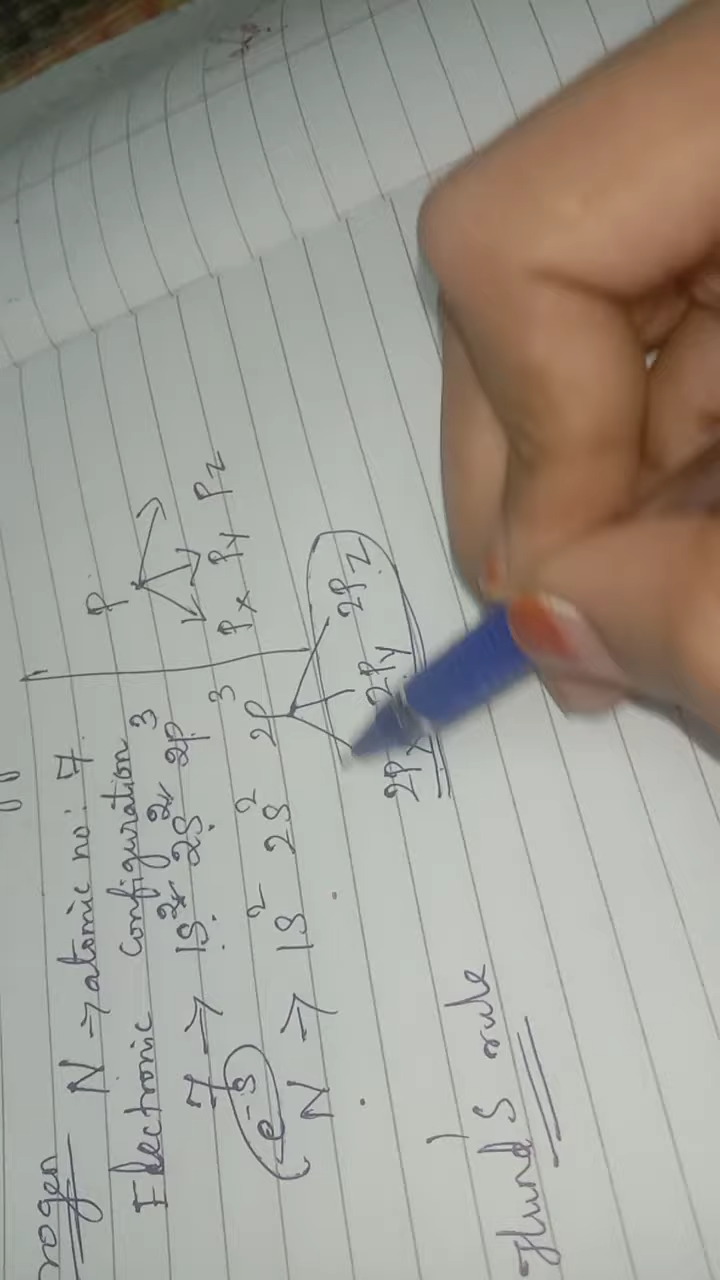 rogen
N → atomic no: 7
Electronic configuration
7 → 1s² 2s² 2p³
(e⁻s)
N → 1s² 2s² 2p³
2px 2py 2pz
P
Px Py Pz
Hund's rule